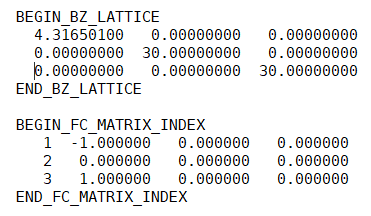 BEGIN_BZ_LATTICE
4.31650100 0.00000000 0.00000000
0.00000000 30.00000000 0.00000000
0.00000000 0.00000000 30.00000000
END_BZ_LATTICE
BEGIN_FC_MATRIX_INDEX
1 -1.000000 0.000000 0.000000
2 0.000000 0.000000 0.000000
3 1.000000 0.000000 0.000000
END_FC_MATRIX_INDEX